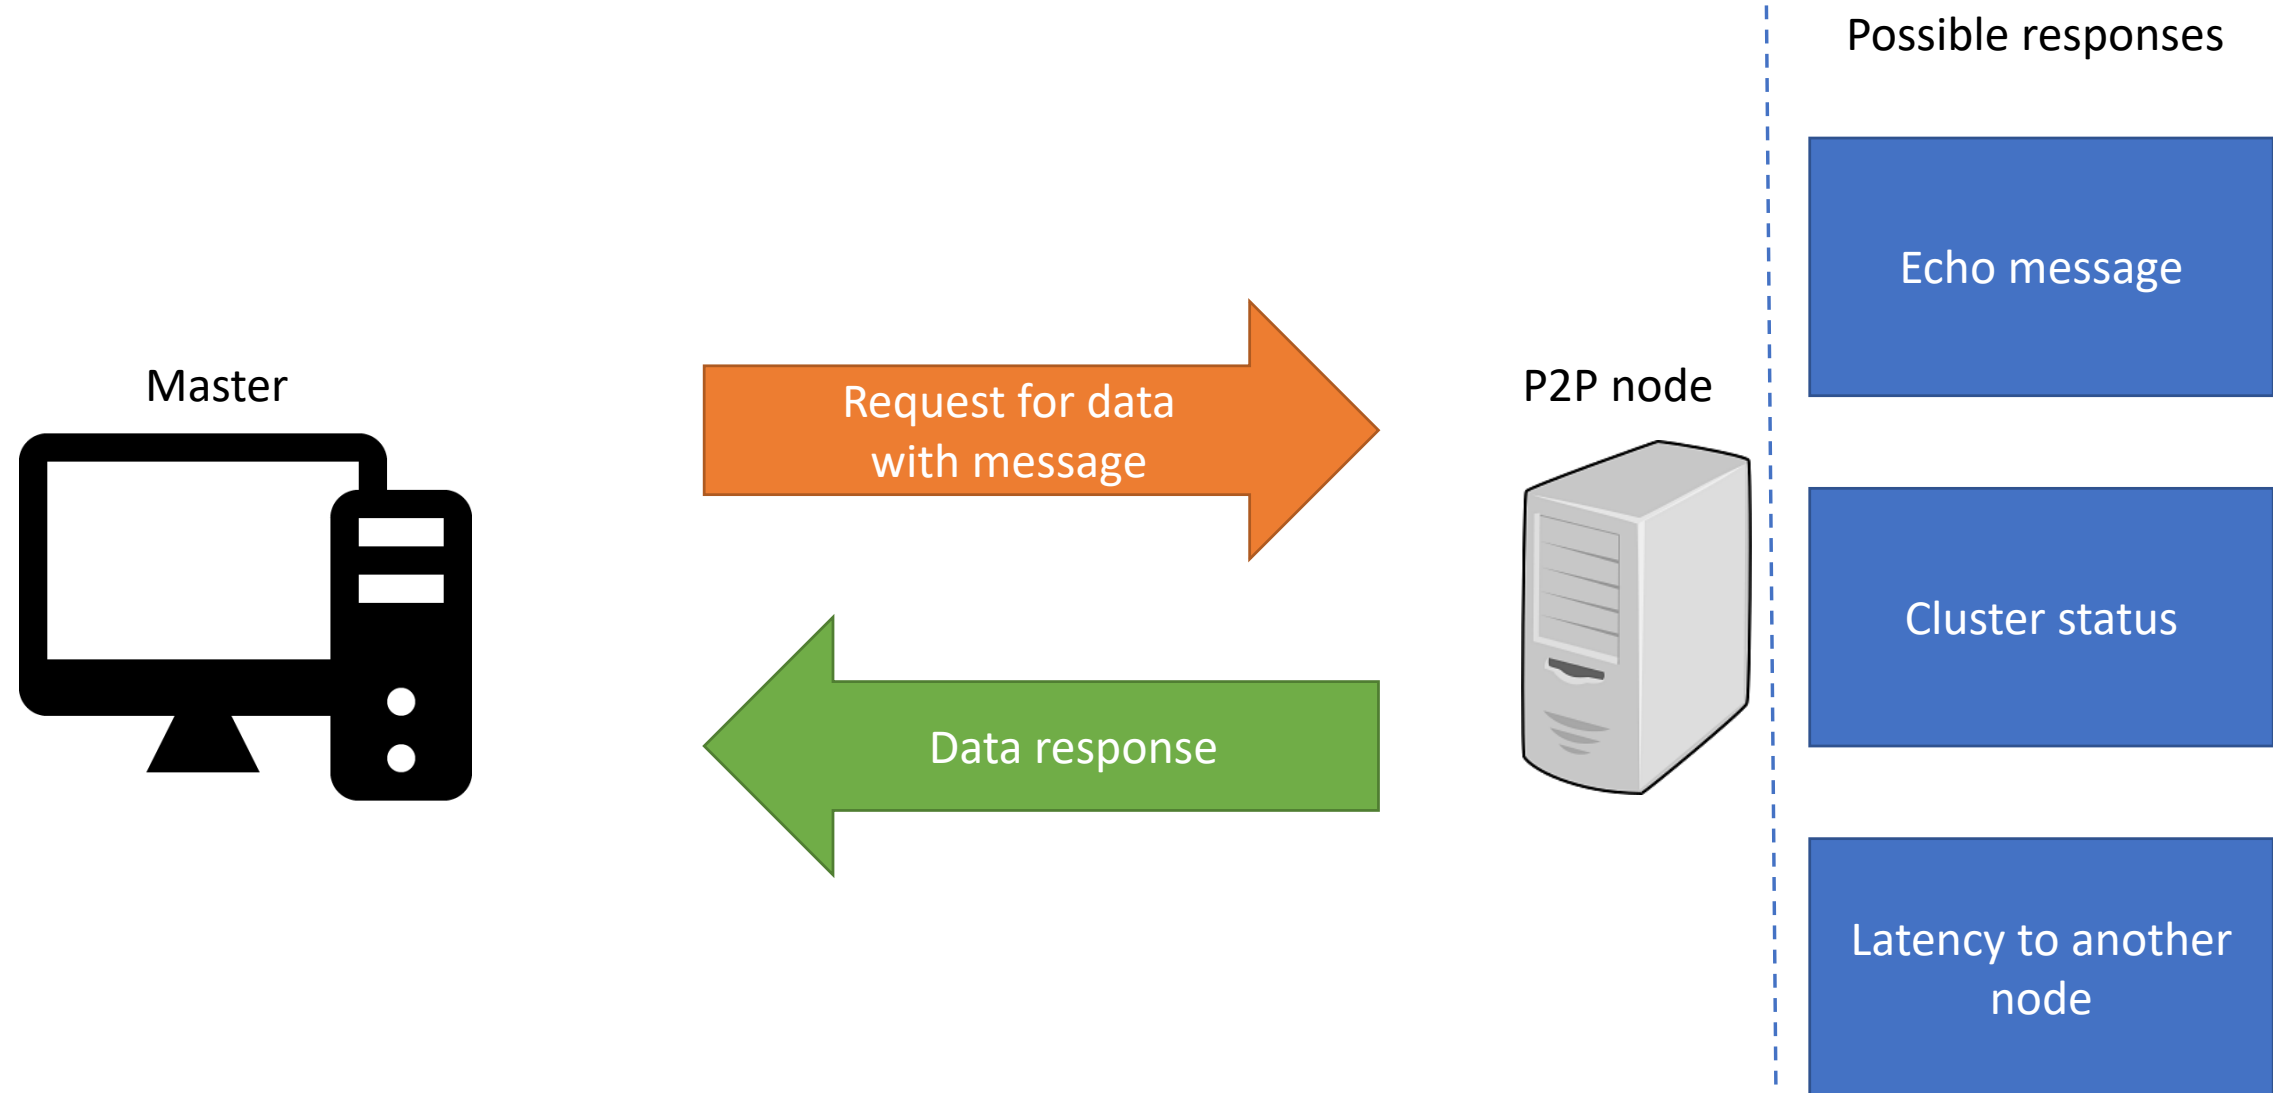 Possible responses
Echo message
Master
Request for data
with message
P2P node
Cluster status
Data response
Latency to another
node